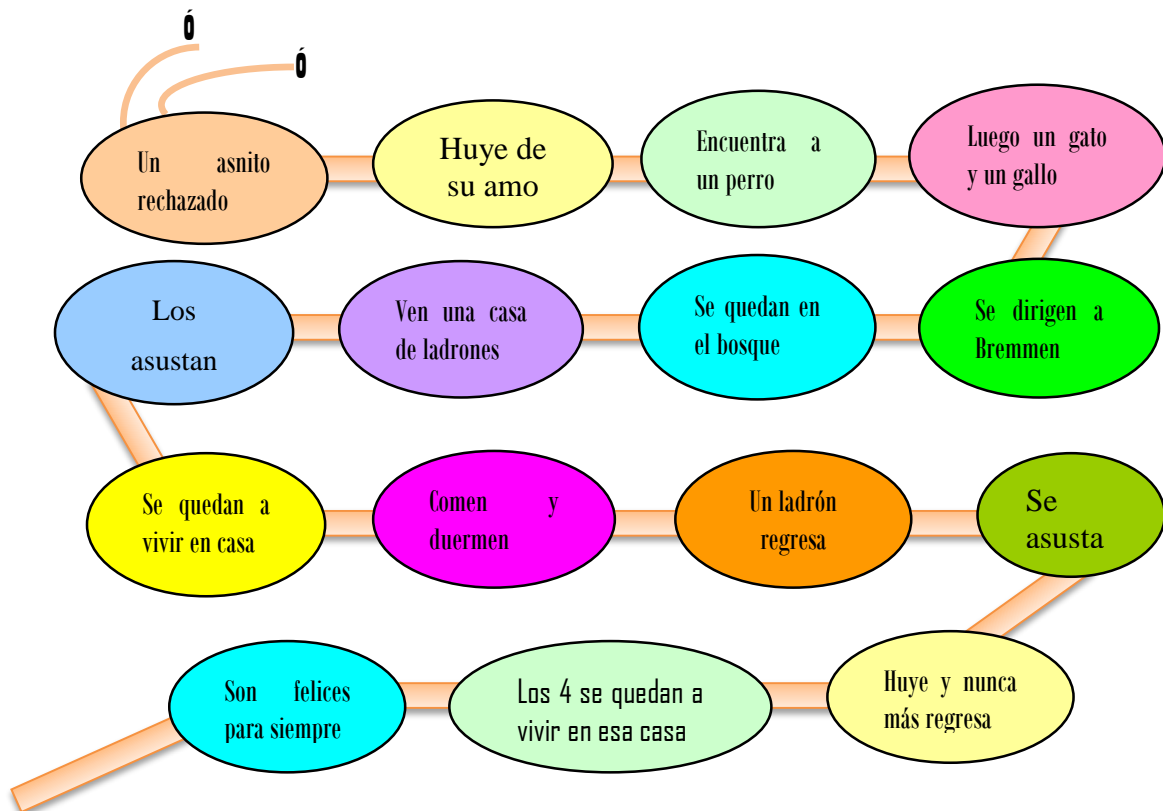 Ó
Ó
Un asnito
rechazado
Huye de
su amo
Encuentra a
un perro
Luego un gato
y un gallo
Se dirigen a
Bremmen
Se quedan en
el bosque
Ven una casa
de ladrones
Los
asustan
Se quedan a
vivir en casa
Comen y
duermen
Un ladrón
regresa
Se
asusta
Huye y nunca
más regresa
Los 4 se quedan a
vivir en esa casa
Son felices
para siempre